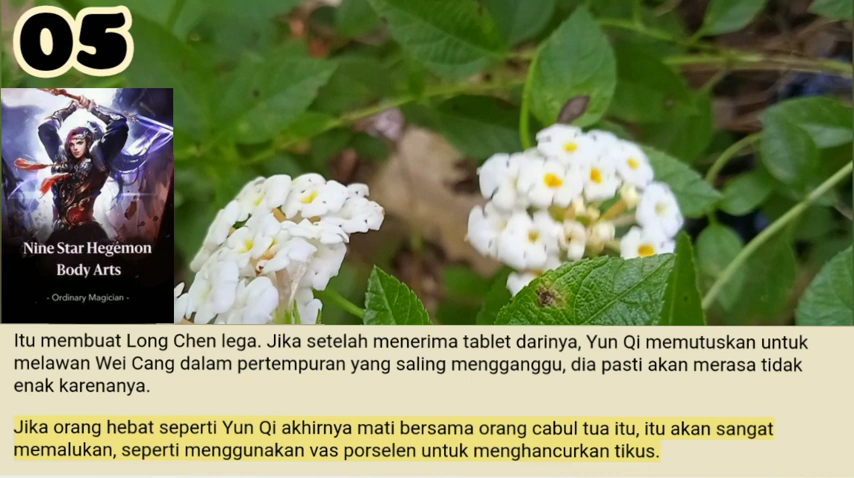 05
Nine Star Hegemon
Body Arts
- Ordinary Magician -
Itu membuat Long Chen lega. Jika setelah menerima tablet darinya, Yun Qi memutuskan untuk
melawan Wei Cang dalam pertempuran yang saling mengganggu, dia pasti akan merasa tidak
enak karenanya.
Jika orang hebat seperti Yun Qi akhirnya mati bersama orang cabul tua itu, itu akan sangat
memalukan, seperti menggunakan vas porselen untuk menghancurkan tikus.